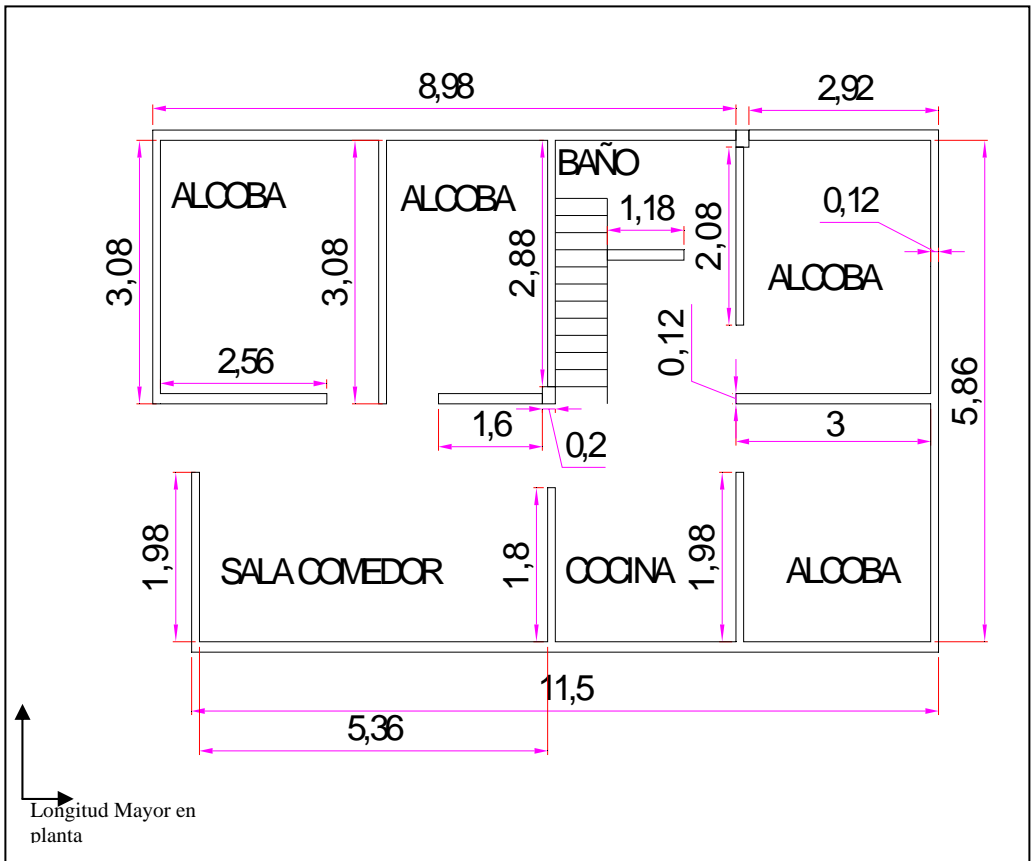 8,98
2,92
BAÑO
ALCOBA
ALCOBA
1,18
0,12
3,08
3,08
2,88
2,08
ALCOBA
2,56
0,12
5,86
1,6
0,2
3
1,98
SALA COMEDOR
1,8
COCINA
1,98
ALCOBA
11,5
5,36
Longitud Mayor en
planta